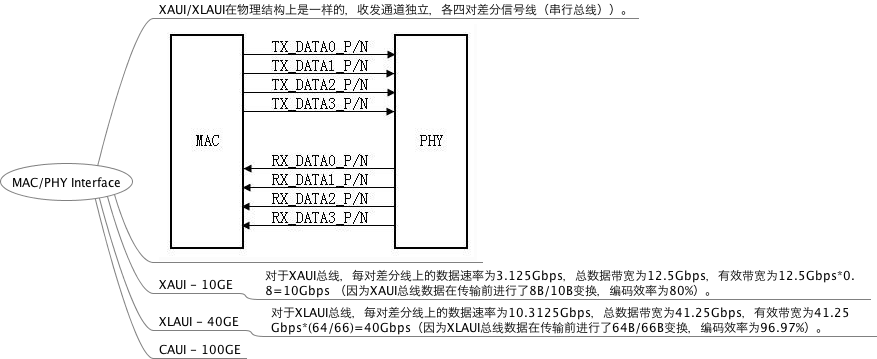 XAUI/XLAUI在物理结构上是一样的，收发通道独立，各四对差分信号线（串行总线））。
TX_DATA0_P/N
TX_DATA1_P/N
TX_DATA2_P/N
TX_DATA3_P/N
MAC
PHY
RX_DATA0_P/N
RX_DATA1_P/N
RX_DATA2_P/N
RX_DATA3_P/N
MAC/PHY Interface
XAUI – 10GE
对于XAUI总线，每对差分线上的数据速率为3.125Gbps，总数据带宽为12.5Gbps，有效带宽为12.5Gbps*0.
8=10Gbps （因为XAUI总线数据在传输前进行了8B/10B变换，编码效率为80%）。
XLAUI – 40GE
对于XLAUI总线，每对差分线上的数据速率为10.3125Gbps，总数据带宽为41.25Gbps，有效带宽为41.25
Gbps*(64/66)=40Gbps（因为XLAUI总线数据在传输前进行了64B/66B变换，编码效率为96.97%）。
CAUI – 100GE